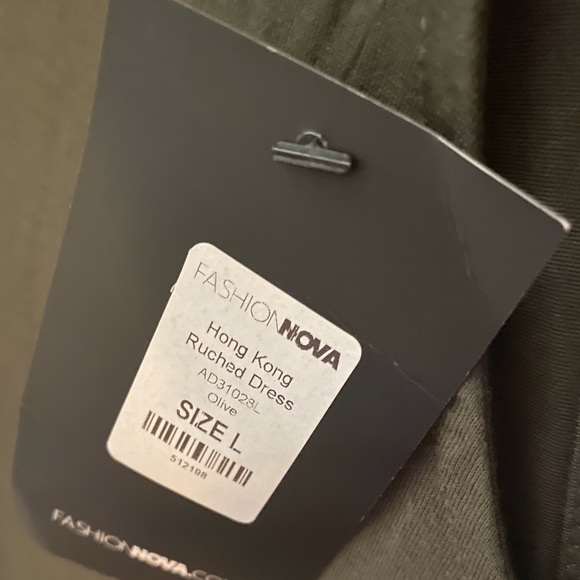 FASHIONNOVA
Hong Kong
Ruched Dress
AD31028L
Olive
SIZE L
512198
FASHIONNOVA.CO